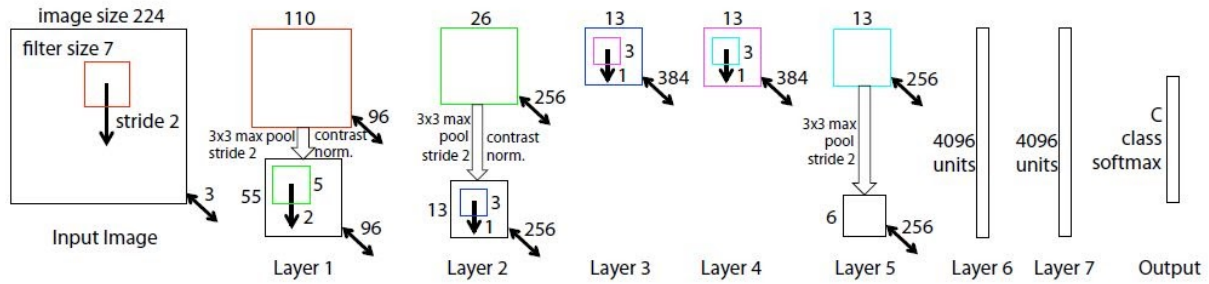 image size 224
filter size 7
stride 2
3
Input Image
110
96
3x3 max pool
stride 2
contrast
norm.
55
5
2
96
Layer 1
26
256
3x3 max
pool
stride 2
contrast
norm.
13
3
1
256
Layer 2
13
3
1
384
Layer 3
13
3
1
384
Layer 4
13
256
3x3 max
pool
stride 2
6
256
Layer 5
4096
units
Layer 6
4096
units
Layer 7
C
class
softmax
Output